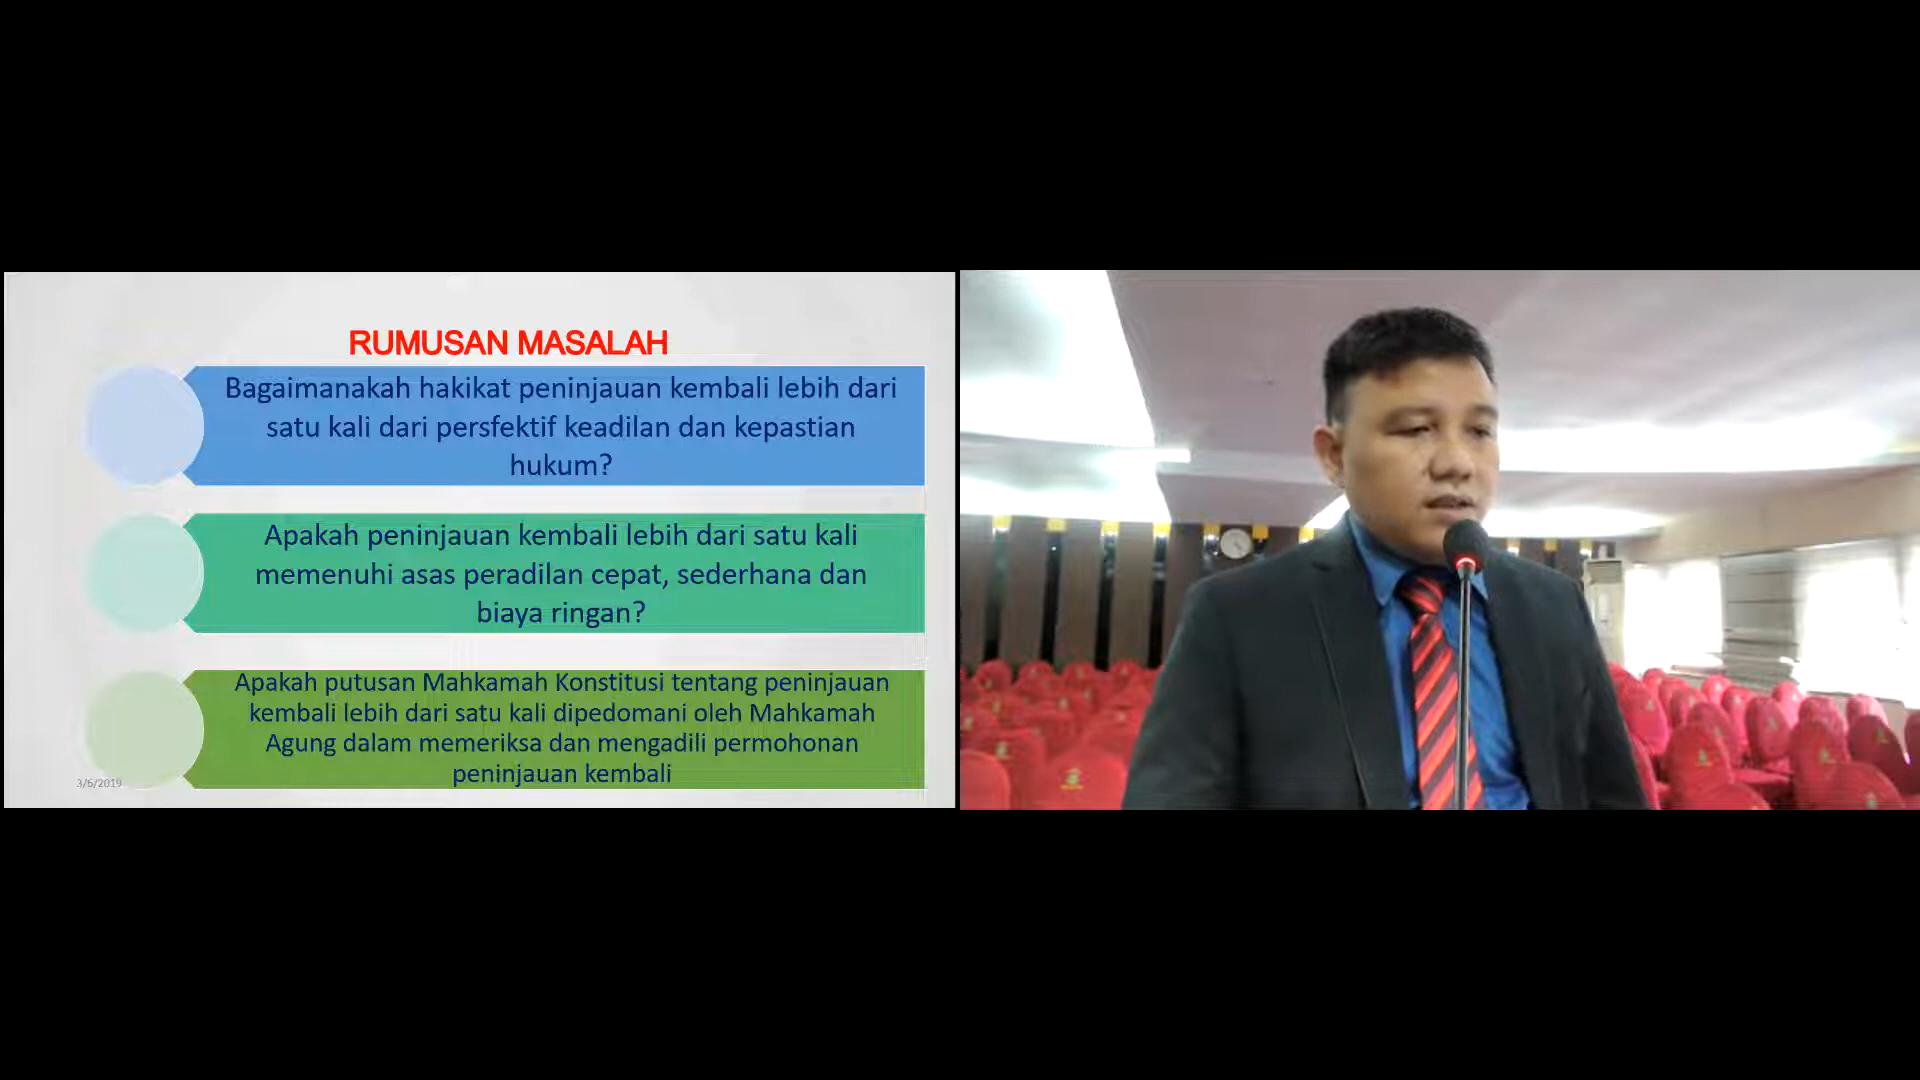 RUMUSAN MASALAH
Bagaimanakah hakikat peninjauan kembali lebih dari
satu kali dari persfektif keadilan dan kepastian
hukum?
Apakah peninjauan kembali lebih dari satu kali
memenuhi asas peradilan cepat, sederhana dan
biaya ringan?
Apakah putusan Mahkamah Konstitusi tentang peninjauan
kembali lebih dari satu kali dipedomani oleh Mahkamah
Agung dalam memeriksa dan mengadili permohonan
peninjauan kembali
3/6/2019